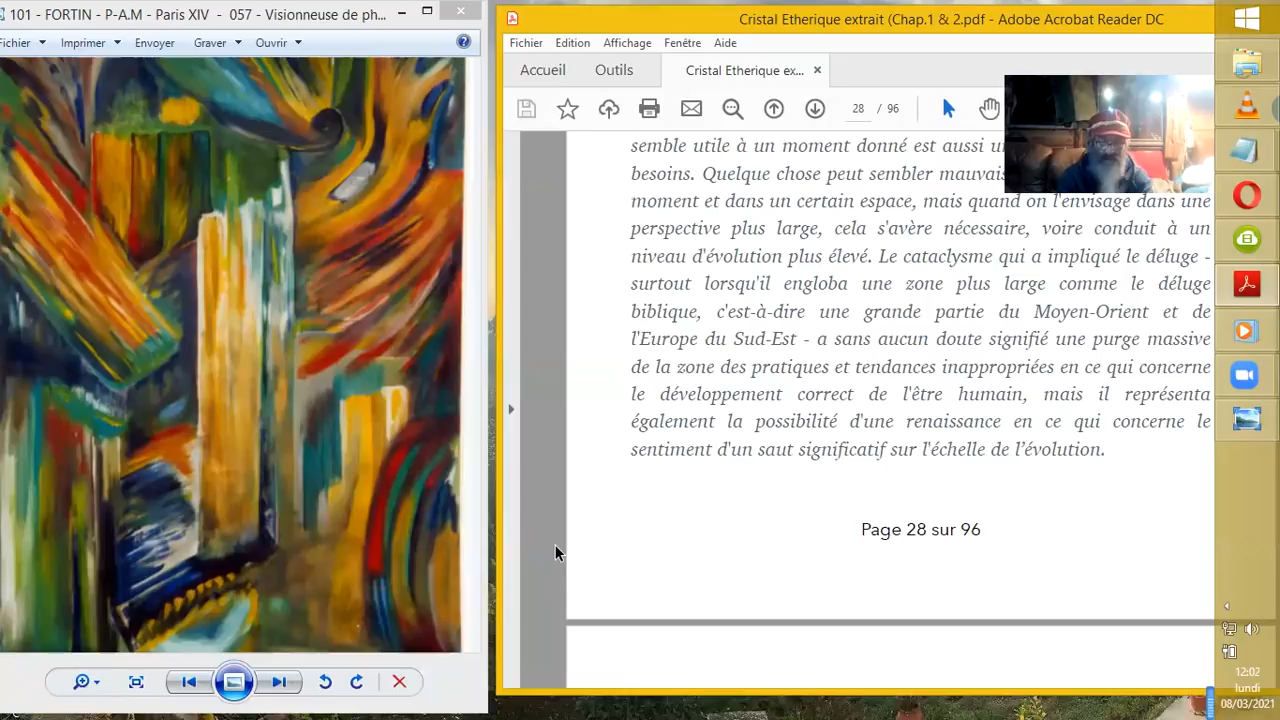 101 - FORTIN - P-A-M - Paris XIV - 057 - Visionneuse de ph...
Fichier Imprimer Envoyer Graver Ouvrir
Cristal Etherique extrait (Chap.1 & 2.pdf - Adobe Acrobat Reader DC
Fichier Edition Affichage Fenêtre Aide
Outils Cristal Etherique ex...
28 / 96
semble utile à un moment donné est aussi
besoins. Quelque chose peut sembler mauvais
moment et dans un certain espace, mais quand on l'envisage dans une
perspective plus large, cela s'avère nécessaire, voire conduit à un
niveau d'évolution plus élevé. Le cataclysme qui a impliqué le déluge -
surtout lorsqu'il engloba une zone plus large comme le déluge
biblique, c'est-à-dire une grande partie du Moyen-Orient et de
l'Europe du Sud-Est - a sans aucun doute signifié une purge massive
de la zone des pratiques et tendances inappropriées en ce qui concerne
le développement correct de l'être humain, mais il représenta
également la possibilité d'une renaissance en ce qui concerne le
sentiment d'un saut significatif sur l'échelle de l'évolution.
Page 28 sur 96
12:02
lundi
08/03/2021